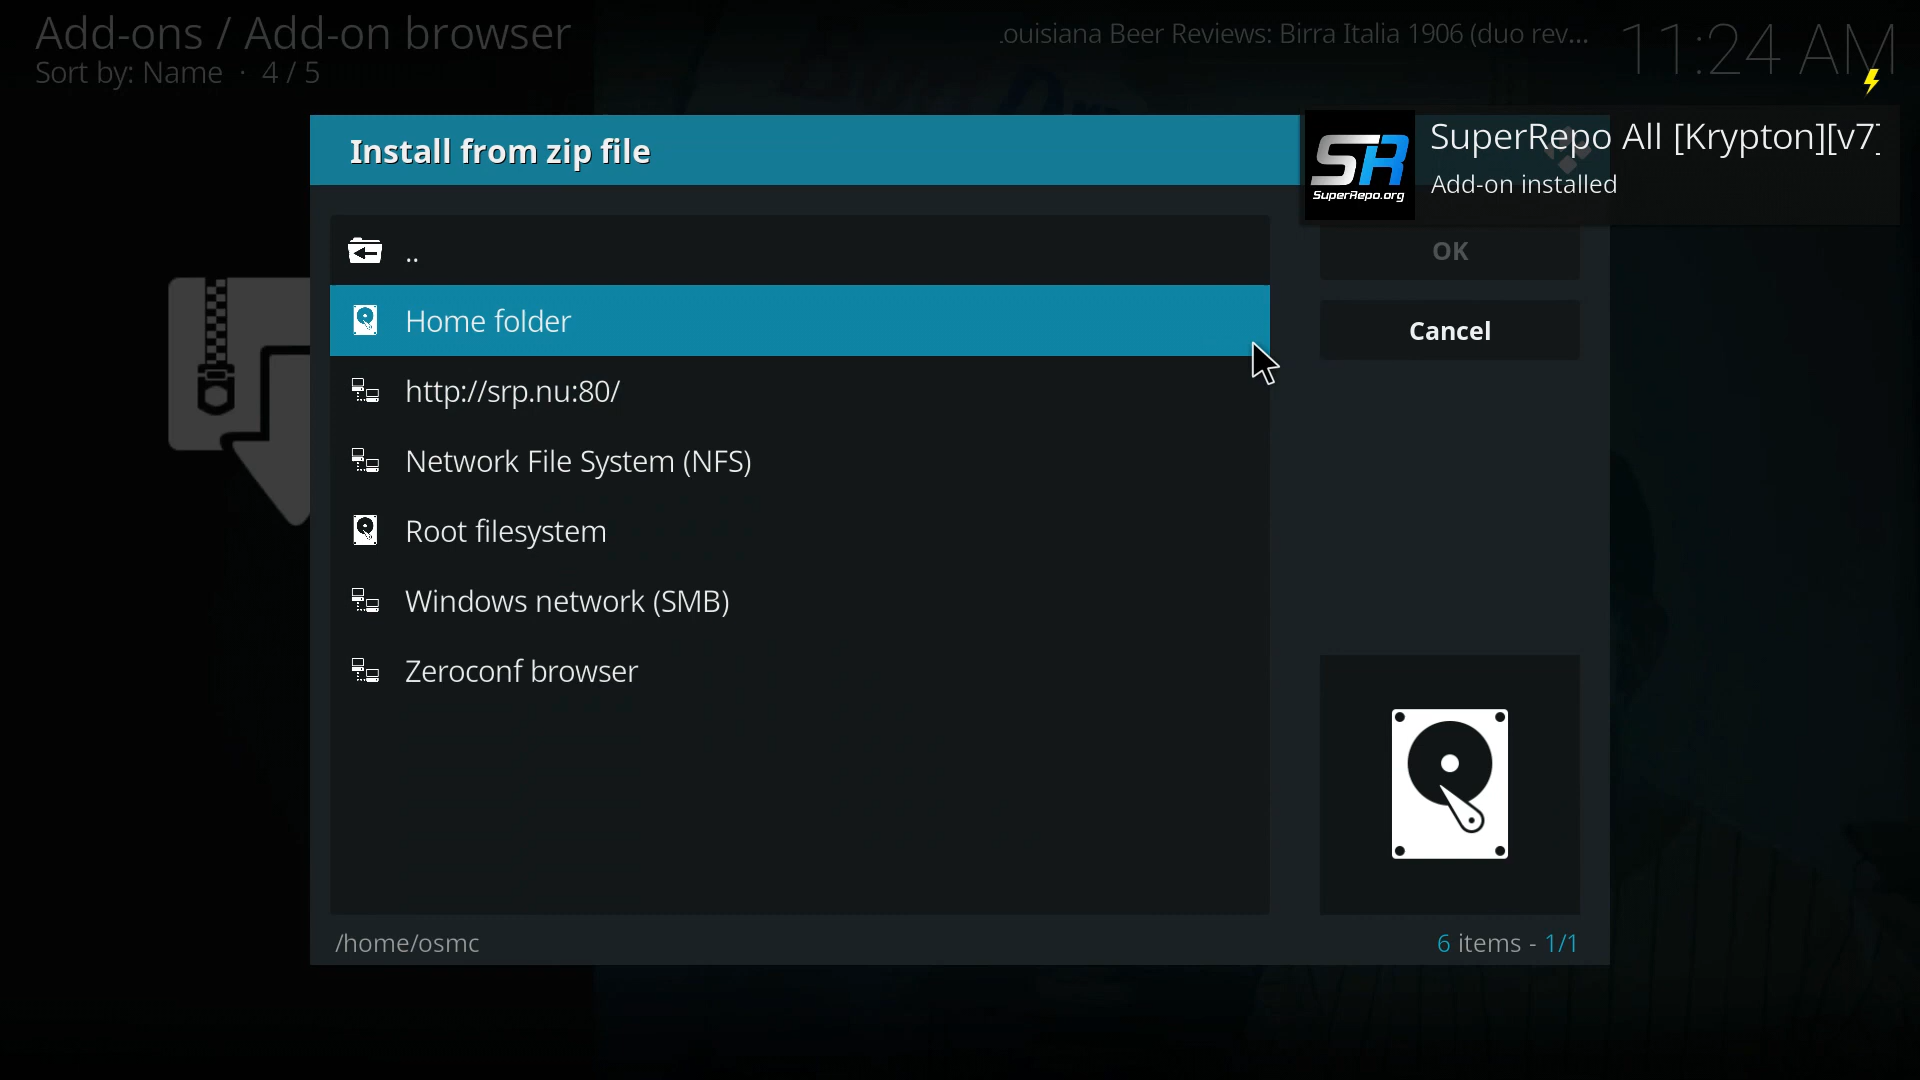 Add-ons / Add-on browser
Sort by: Name · 4 / 5
ouisiana Beer Reviews: Birra Italia 1906 (duo rev...
11:24 AM
Install from zip file
SR
SuperRepo.org
SuperRepo All [Krypton][v7]
Add-on installed
..
OK
Home folder
Cancel
http://srp.nu:80/
Network File System (NFS)
Root filesystem
Windows network (SMB)
Zeroconf browser
/home/osmc
6 items - 1/1